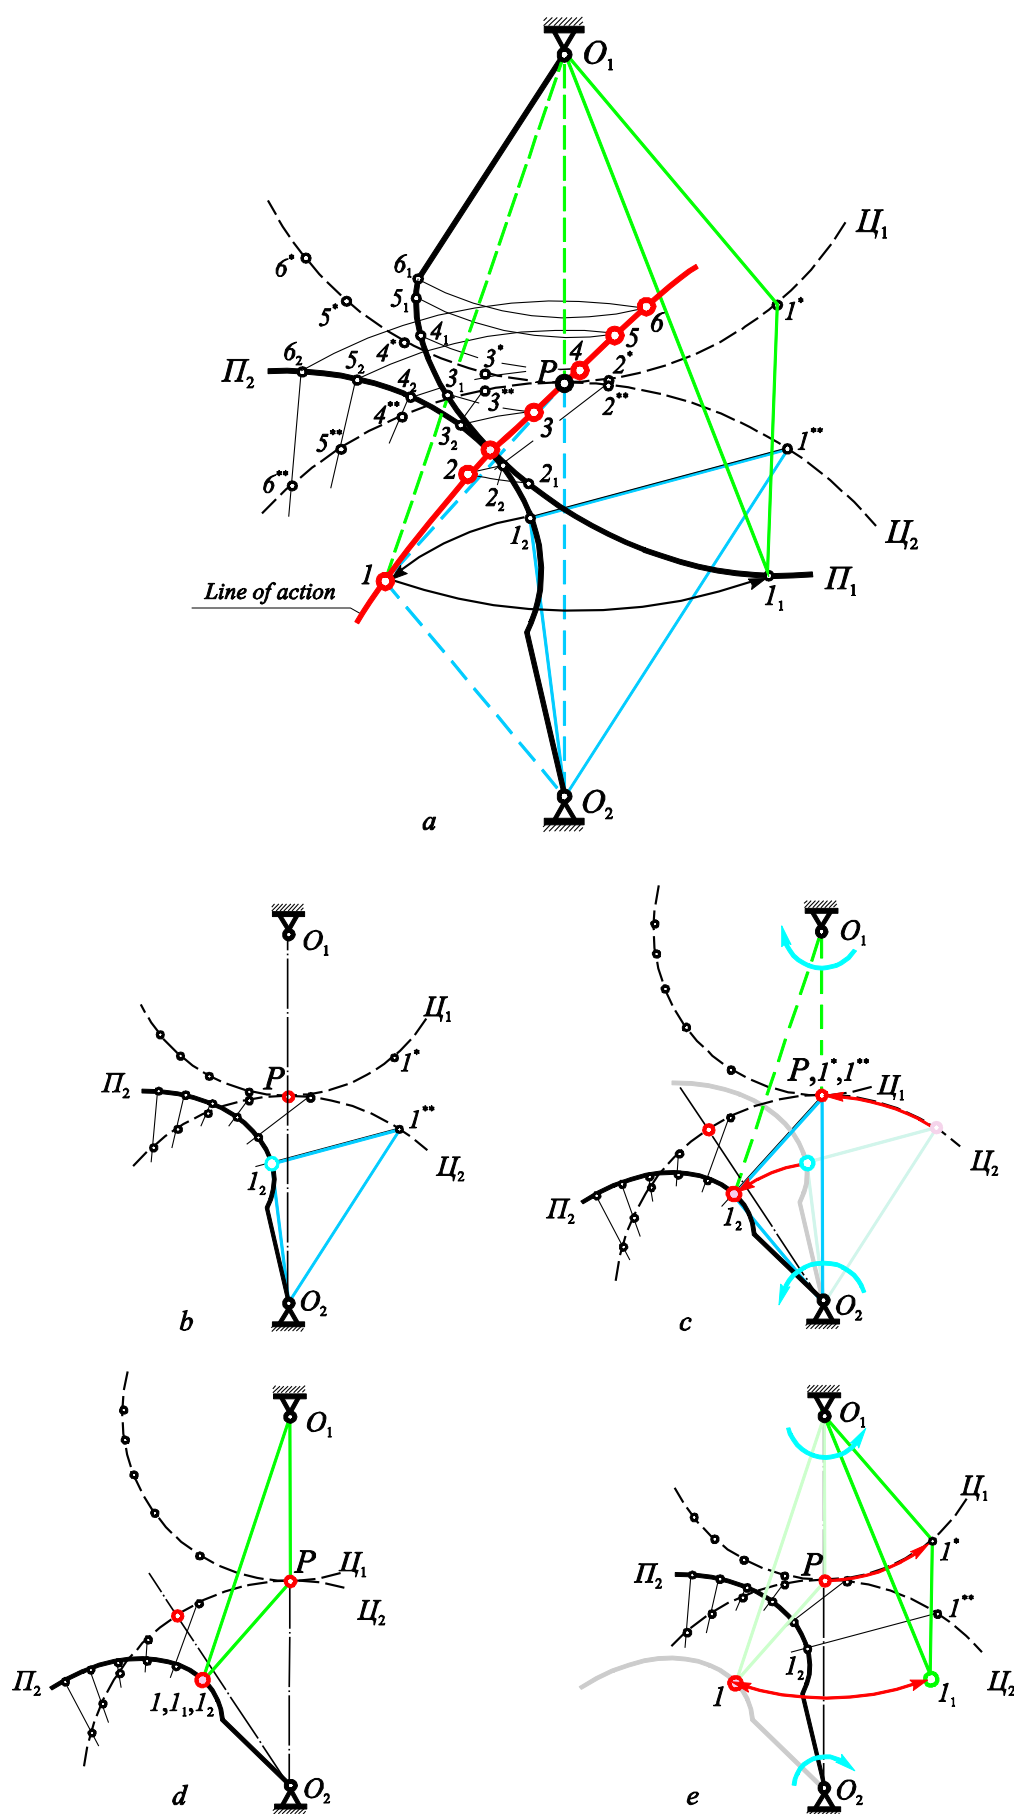 O₁
Ц₁
6*
6₁
5*
5₁
6
1*
4*
4₁
5
6₂
5₂
3*
4
2*
П₂
4₂
3₁
P
4**
3**
2**
3
5**
3₂
1**
6**
2
2₂
2₁
1₂
Ц₂
1
1₁
П₁
Line of action
O₂
a
O₁
Ц₁
1*
P
П₂
1**
1₂
Ц₂
O₂
b
O₁
P,1*,1**
Ц₁
Ц₂
П₂
1₂
O₂
c
O₁
P
Ц₁
Ц₂
П₂
1,1₁,1₂
O₂
d
O₁
Ц₁
1*
P
П₂
1**
1₂
1
1₁
Ц₂
O₂
e